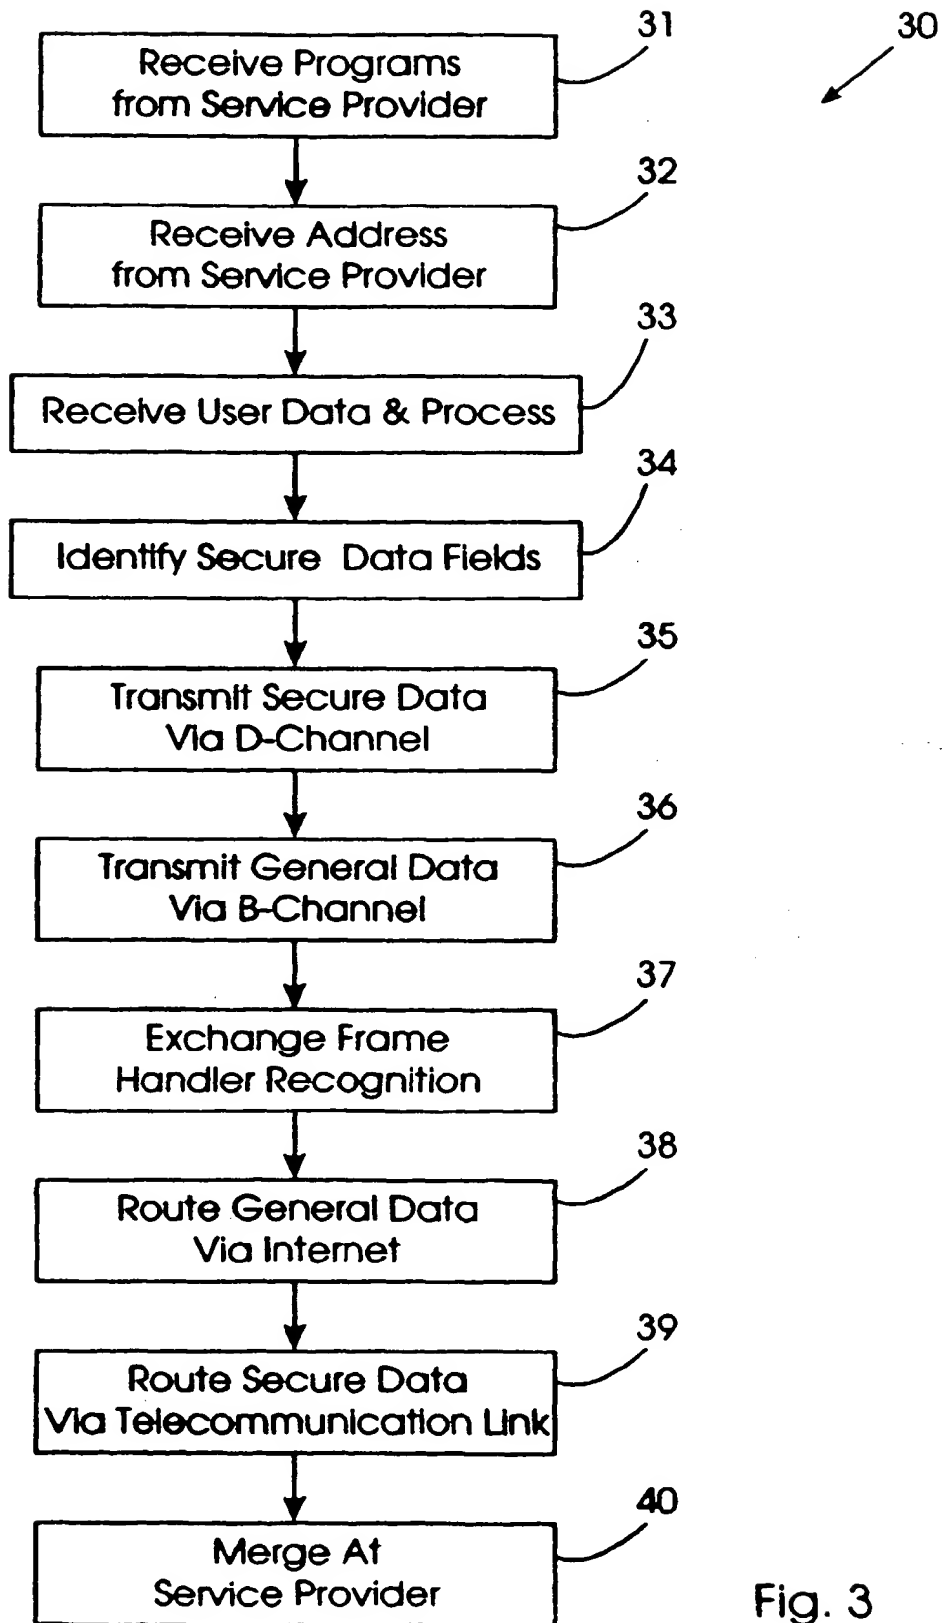 31
30
Receive Programs
from Service Provider
32
Receive Address
from Service Provider
33
Receive User Data & Process
34
Identify Secure Data Fields
35
Transmit Secure Data
Via D-Channel
36
Transmit General Data
Via B-Channel
37
Exchange Frame
Handler Recognition
38
Route General Data
Via Internet
39
Route Secure Data
Via Telecommunication Link
40
Merge At
Service Provider
Fig. 3